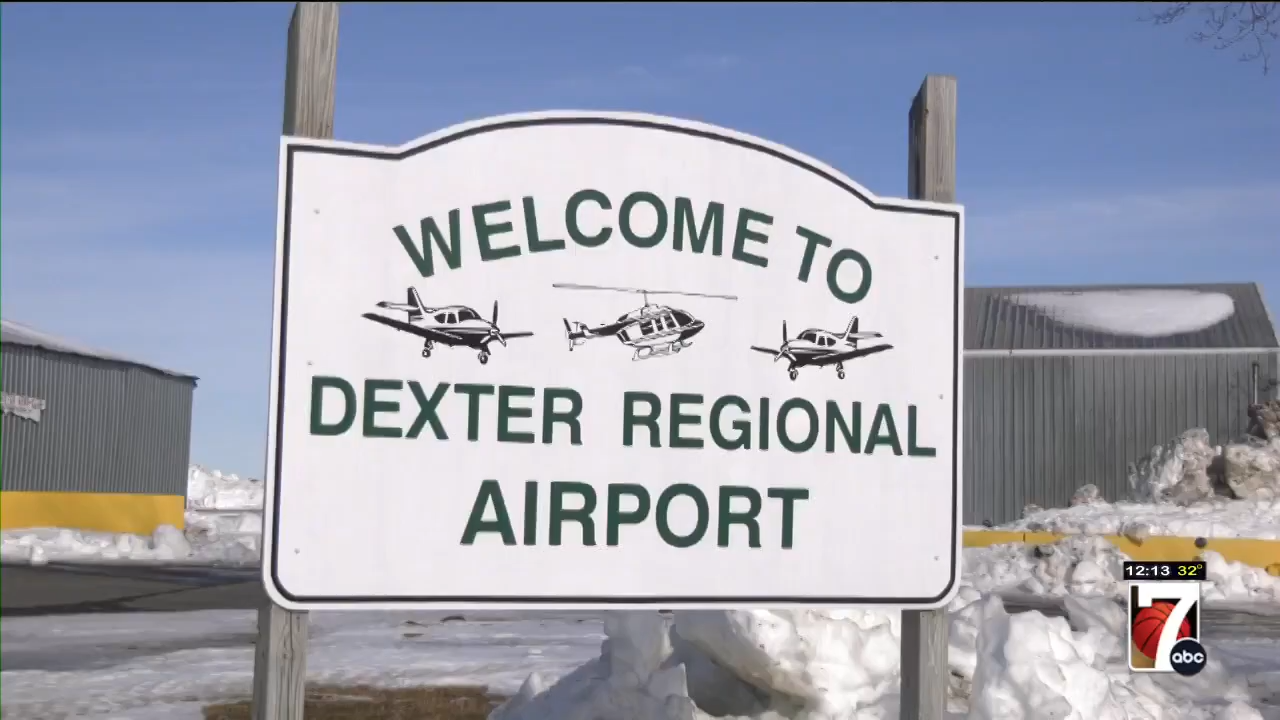 WELCOME TO
DEXTER REGIONAL
AIRPORT
12:13 32°
7
abc